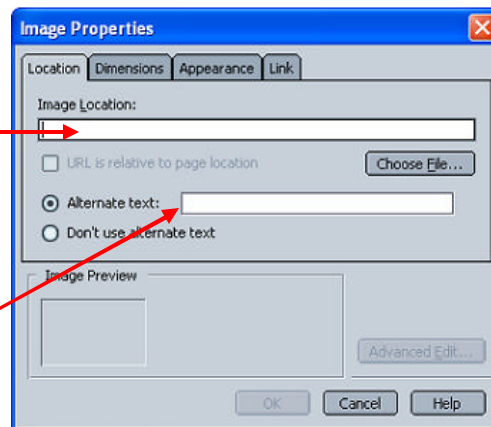 Image Properties
Location Dimensions Appearance Link
Image Location:
URL is relative to page location Choose File...
Alternate text:
Don't use alternate text
Image Preview
Advanced Edit...
OK Cancel Help